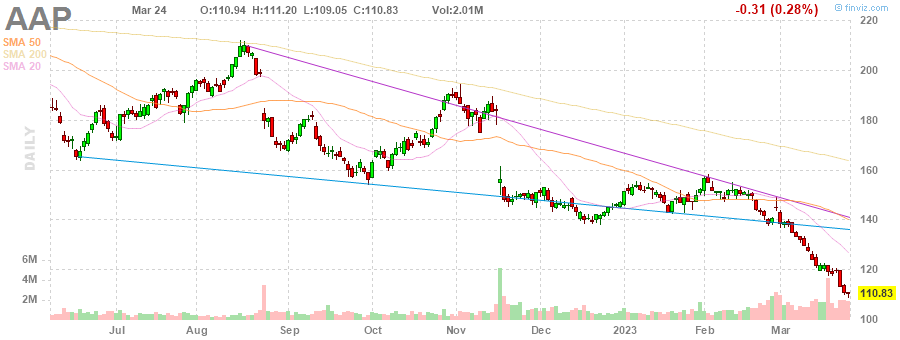 AAP Mar 24 O:110.94 H:111.20 L:109.05 C:110.83 Vol:2.01M -0.31 (0.28%) finviz.com
SMA 50
SMA 200
SMA 20
DAILY
220
200
180
160
140
120
110.83
100
6M
4M
2M
Jul Aug Sep Oct Nov Dec 2023 Feb Mar